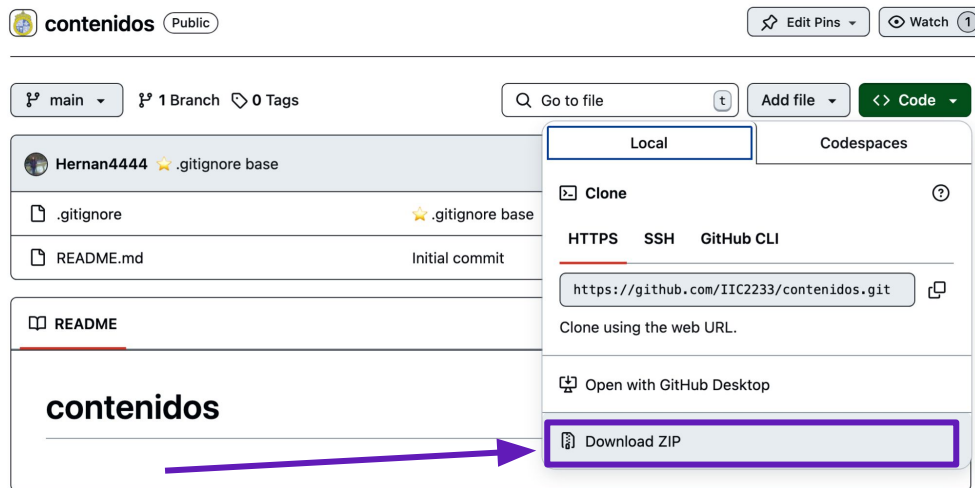 contenidos Public Edit Pins Watch 1
main 1 Branch 0 Tags Go to file t Add file <> Code
Local Codespaces
Hernan4444 ⭐ .gitignore base
Clone
.gitignore ⭐ .gitignore base
HTTPS SSH GitHub CLI
README.md Initial commit
https://github.com/IIC2233/contenidos.git
README
Clone using the web URL.
Open with GitHub Desktop
contenidos
Download ZIP